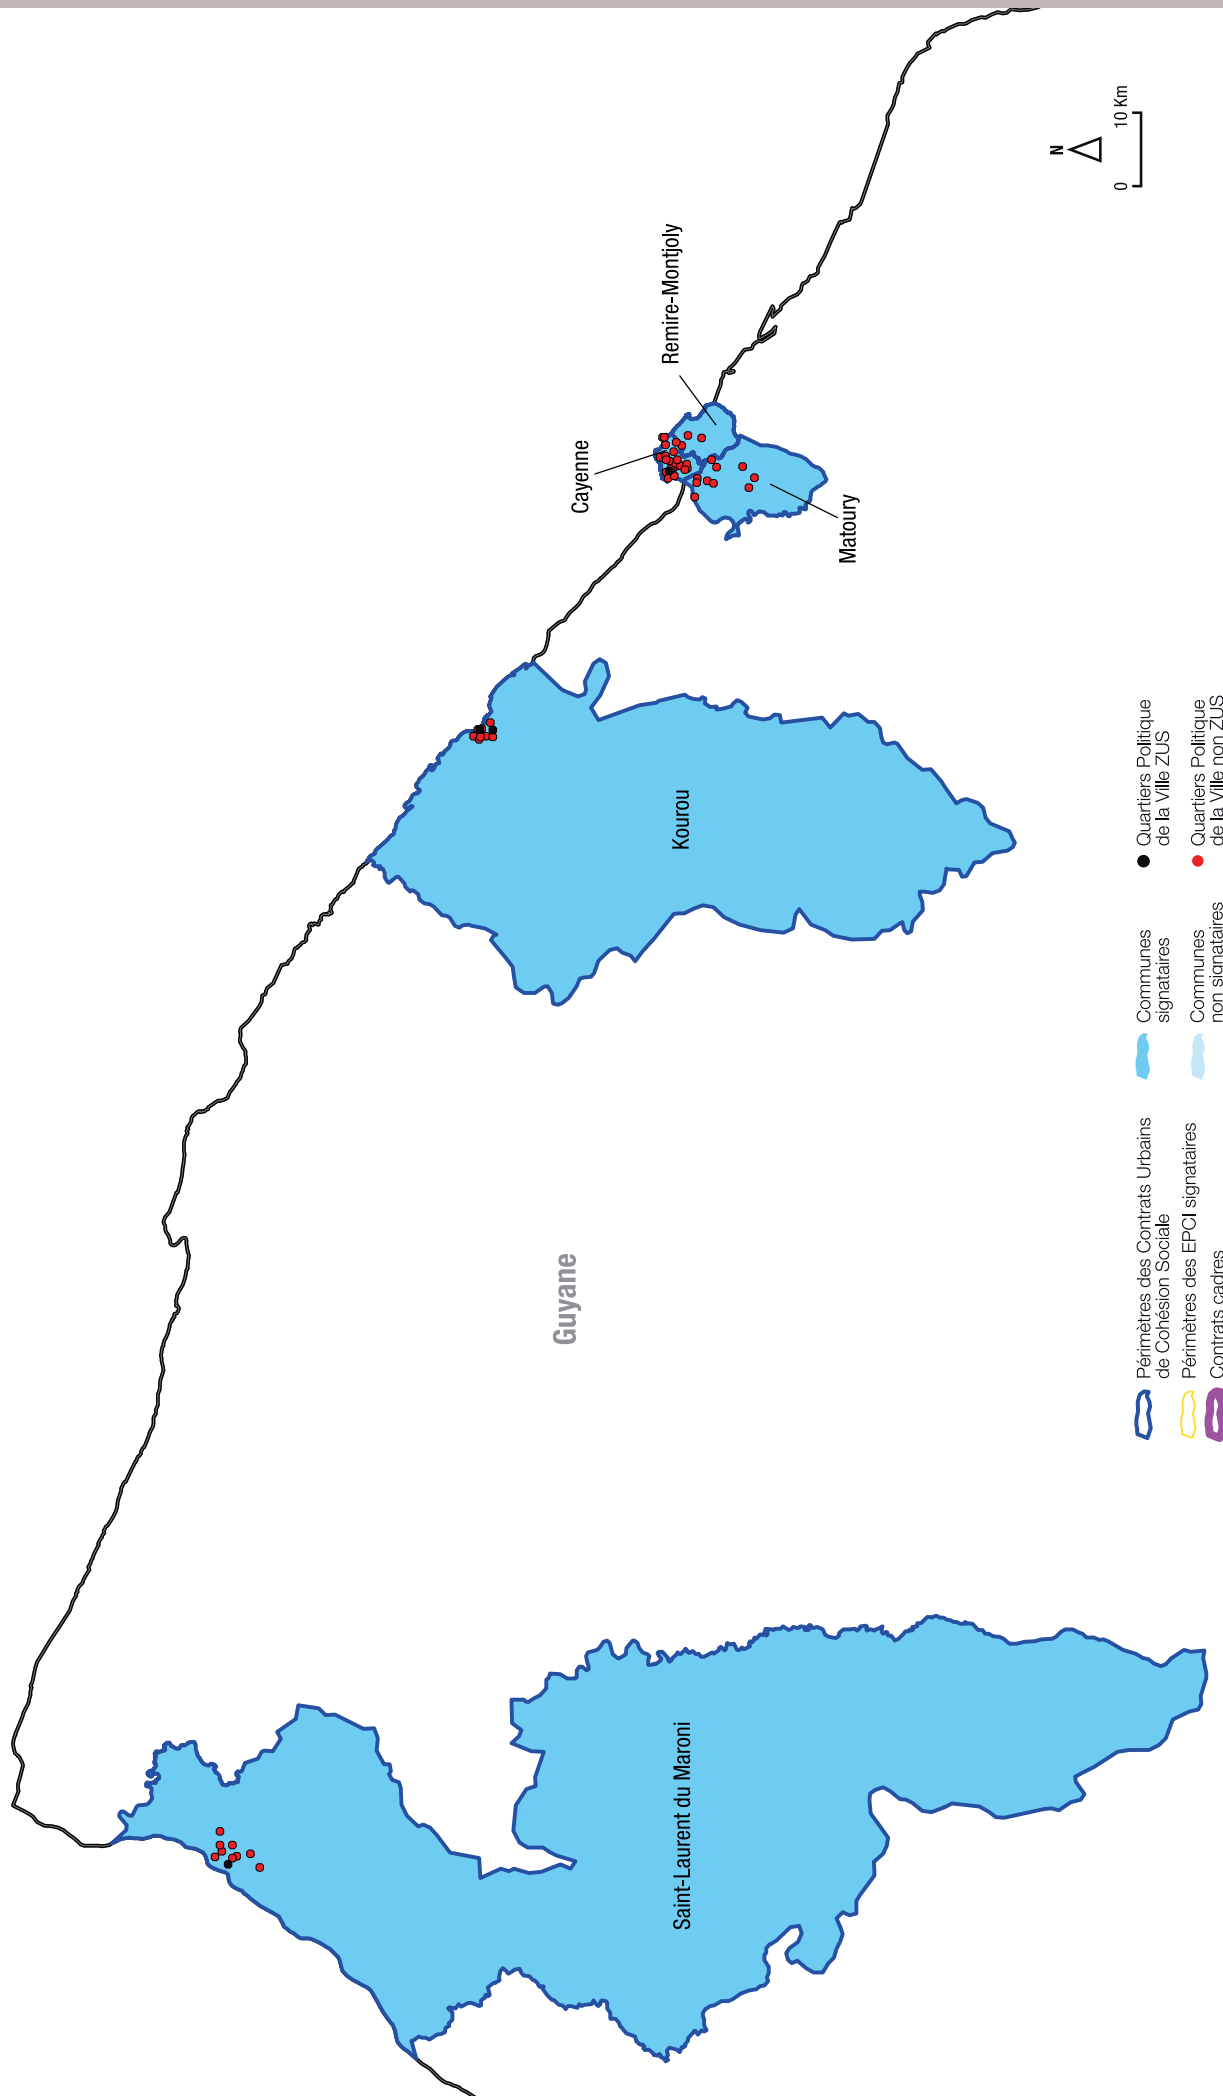 N
0
10 Km
Remire-Montjoly
Cayenne
Matoury
Kourou
Guyane
Saint-Laurent du Maroni
Périmètres des Contrats Urbains
de Cohésion Sociale
Périmètres des EPCI signataires
Contrats cadres
Communes
signataires
Communes
non signataires
Quartiers Politique
de la Ville ZUS
Quartiers Politique
de la Ville non ZUS